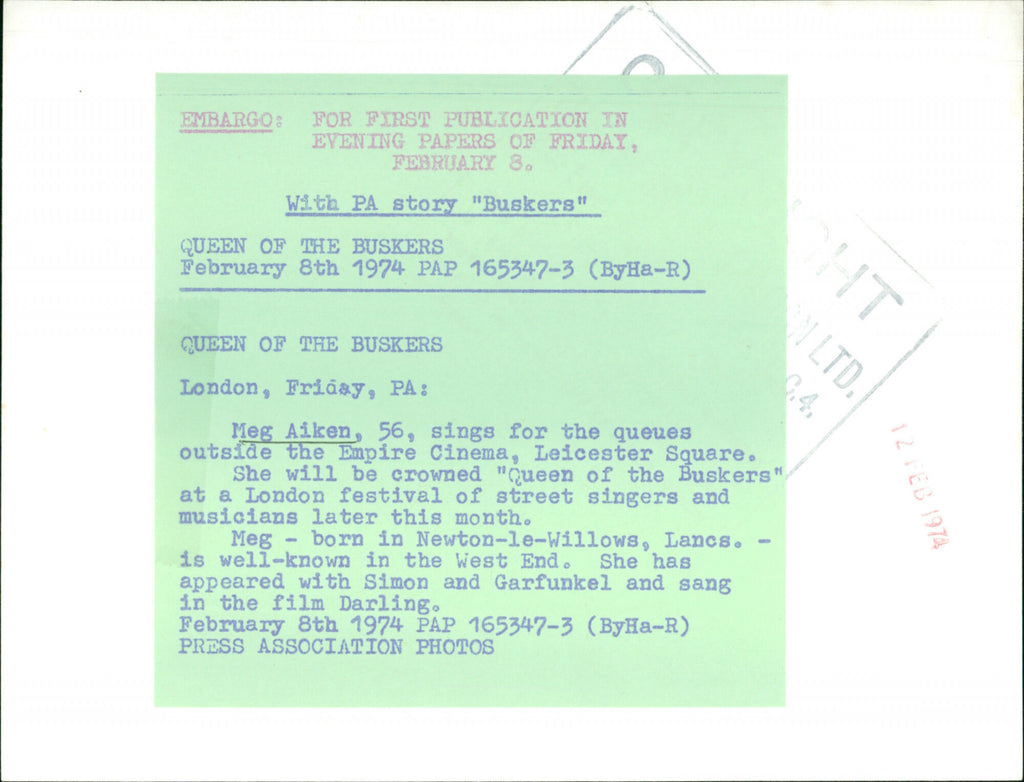 EMBARGO: FOR FIRST PUBLICATION IN
EVENING PAPERS OF FRIDAY,
FEBRUARY 8.
With PA story "Buskers"
QUEEN OF THE BUSKERS
February 8th 1974 PAP 165347-3 (ByHa-R)
QUEEN OF THE BUSKERS
London, Friday, PA:
Meg Aiken, 56, sings for the queues
outside the Empire Cinema, Leicester Square.
She will be crowned "Queen of the Buskers"
at a London festival of street singers and
musicians later this month.
Meg - born in Newton-le-Willows, Lancs. -
is well-known in the West End. She has
appeared with Simon and Garfunkel and sang
in the film Darling.
February 8th 1974 PAP 165347-3 (ByHa-R)
PRESS ASSOCIATION PHOTOS
LTD.
C.4.
12 FEB 1974